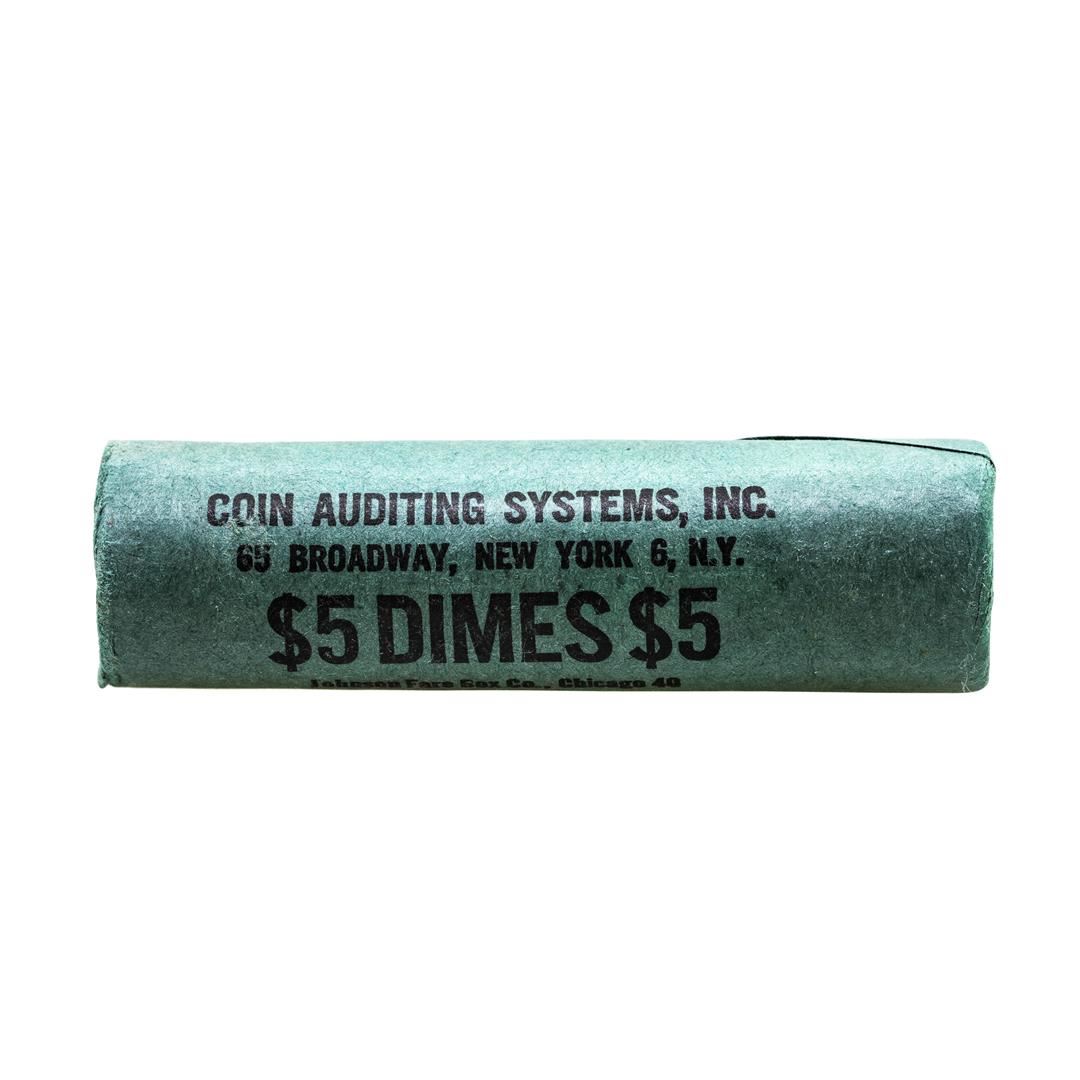 COIN AUDITING SYSTEMS, INC.
65 BROADWAY, NEW YORK 6, N.Y.
$5 DIMES $5
Johnson Fare Box Co., Chicago 40